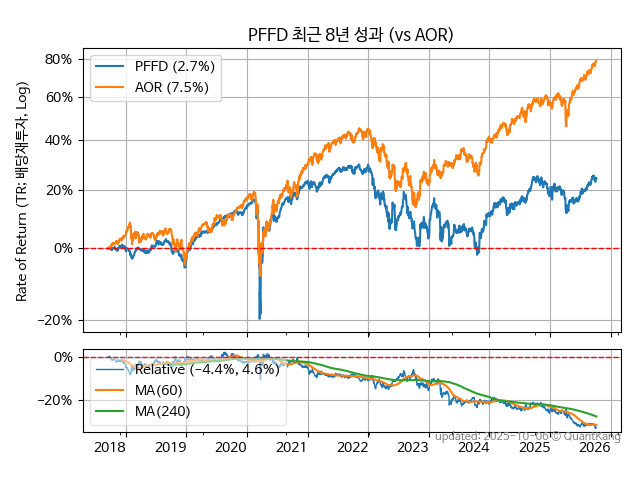 PFFD 최근 8년 성과 (vs AOR)
Rate of Return (TR: 배당재투자, Log)
80%
60%
40%
20%
0%
−20%
PFFD (2.7%)
AOR (7.5%)
0%
−20%
Relative (−4.4%, 4.6%)
MA(60)
MA(240)
updated: 2025-10-06 © QuantKang
2018 2019 2020 2021 2022 2023 2024 2025 2026